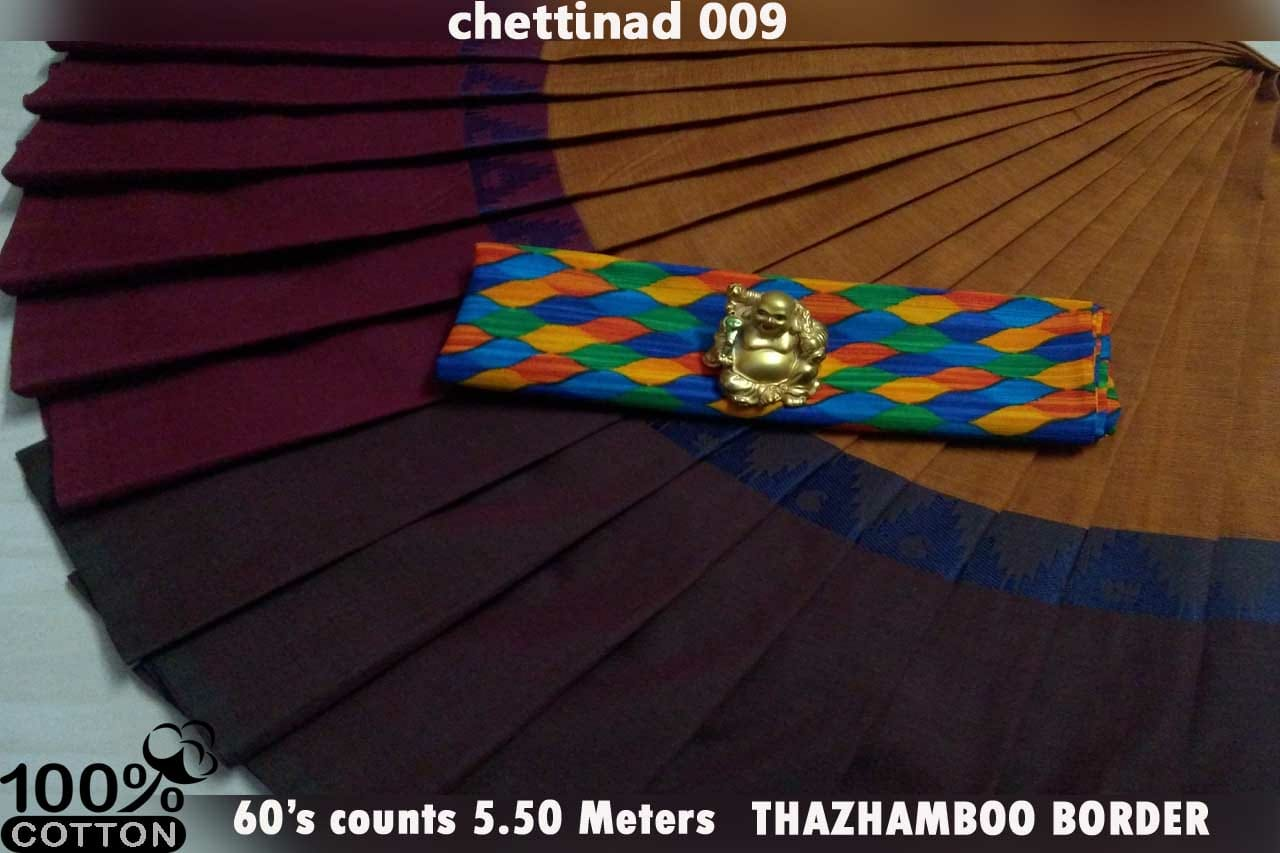 chettinad 009
100%
COTTON
60's counts 5.50 Meters THAZHAMBOO BORDER